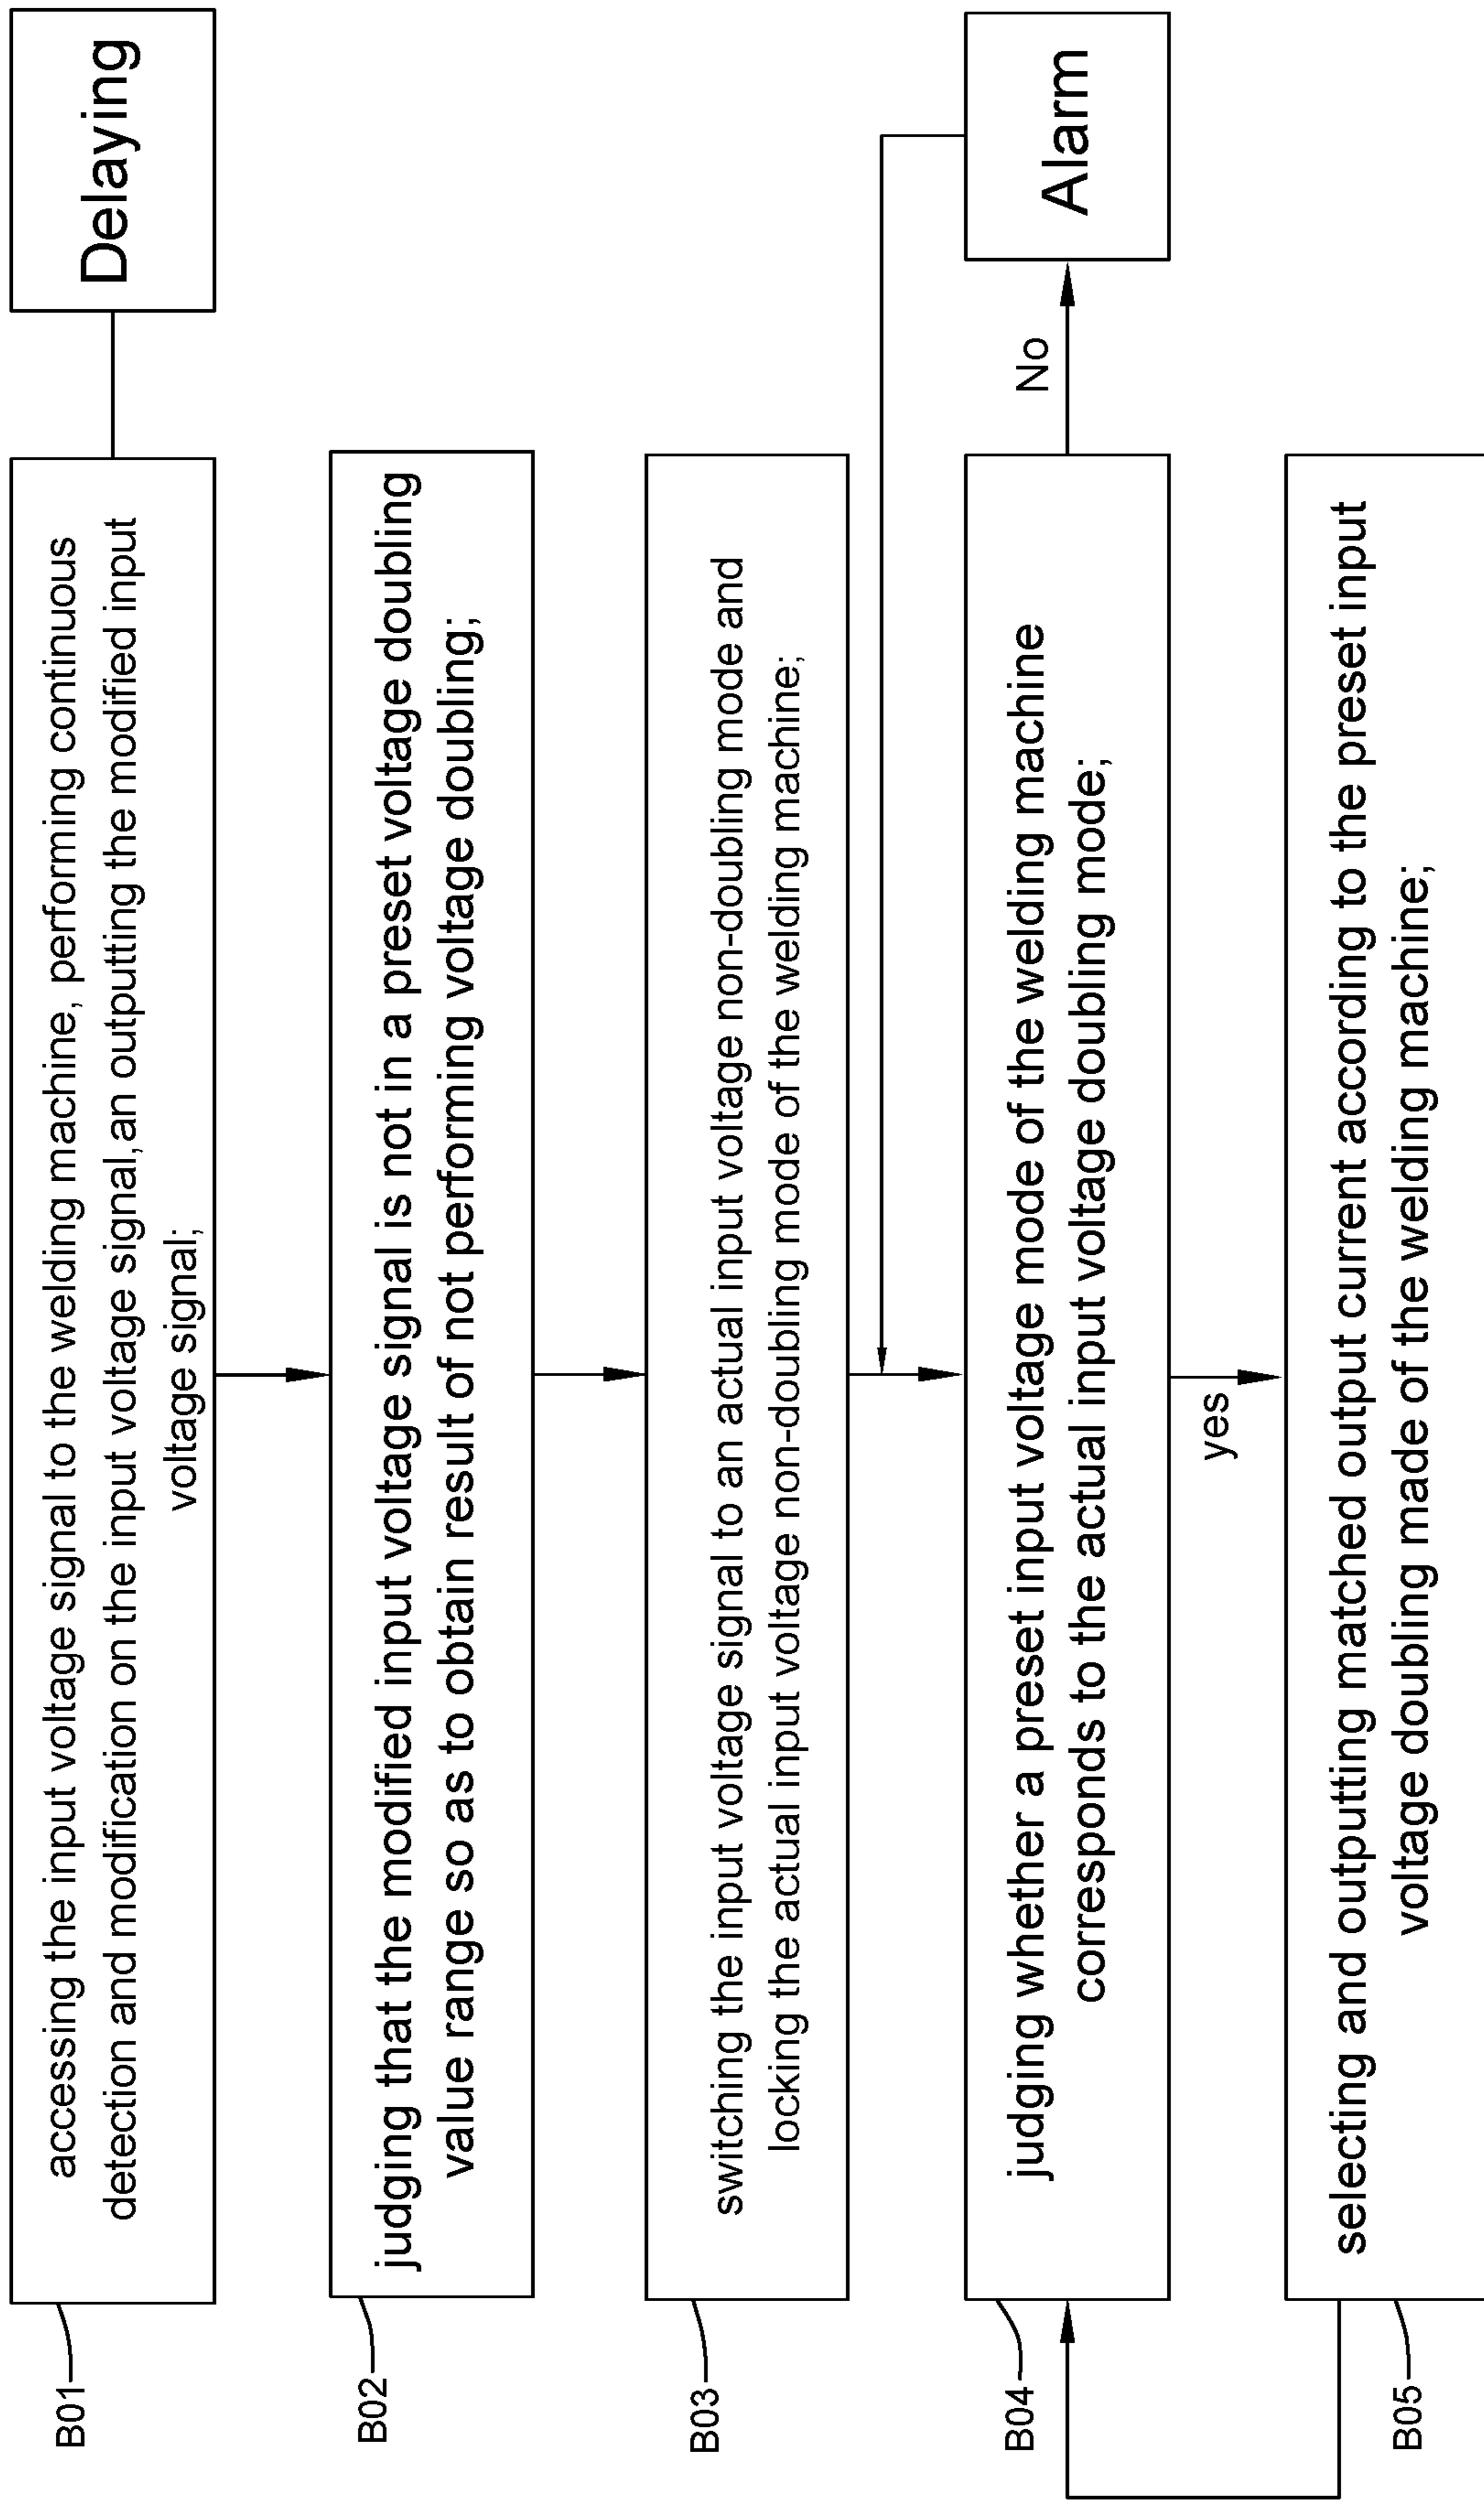 B01
accessing the input voltage signal to the welding machine, performing continuous
detection and modification on the input voltage signal, an outputting the modified input
voltage signal;
Delaying
B02
judging that the modified input voltage signal is not in a preset voltage doubling
value range so as to obtain result of not performing voltage doubling;
B03
switching the input voltage signal to an actual input voltage non-doubling mode and
locking the actual input voltage non-doubling mode of the welding machine;
B04
judging whether a preset input voltage mode of the welding machine
corresponds to the actual input voltage doubling mode;
No
Alarm
yes
B05
selecting and outputting matched output current according to the preset input
voltage doubling made of the welding machine;